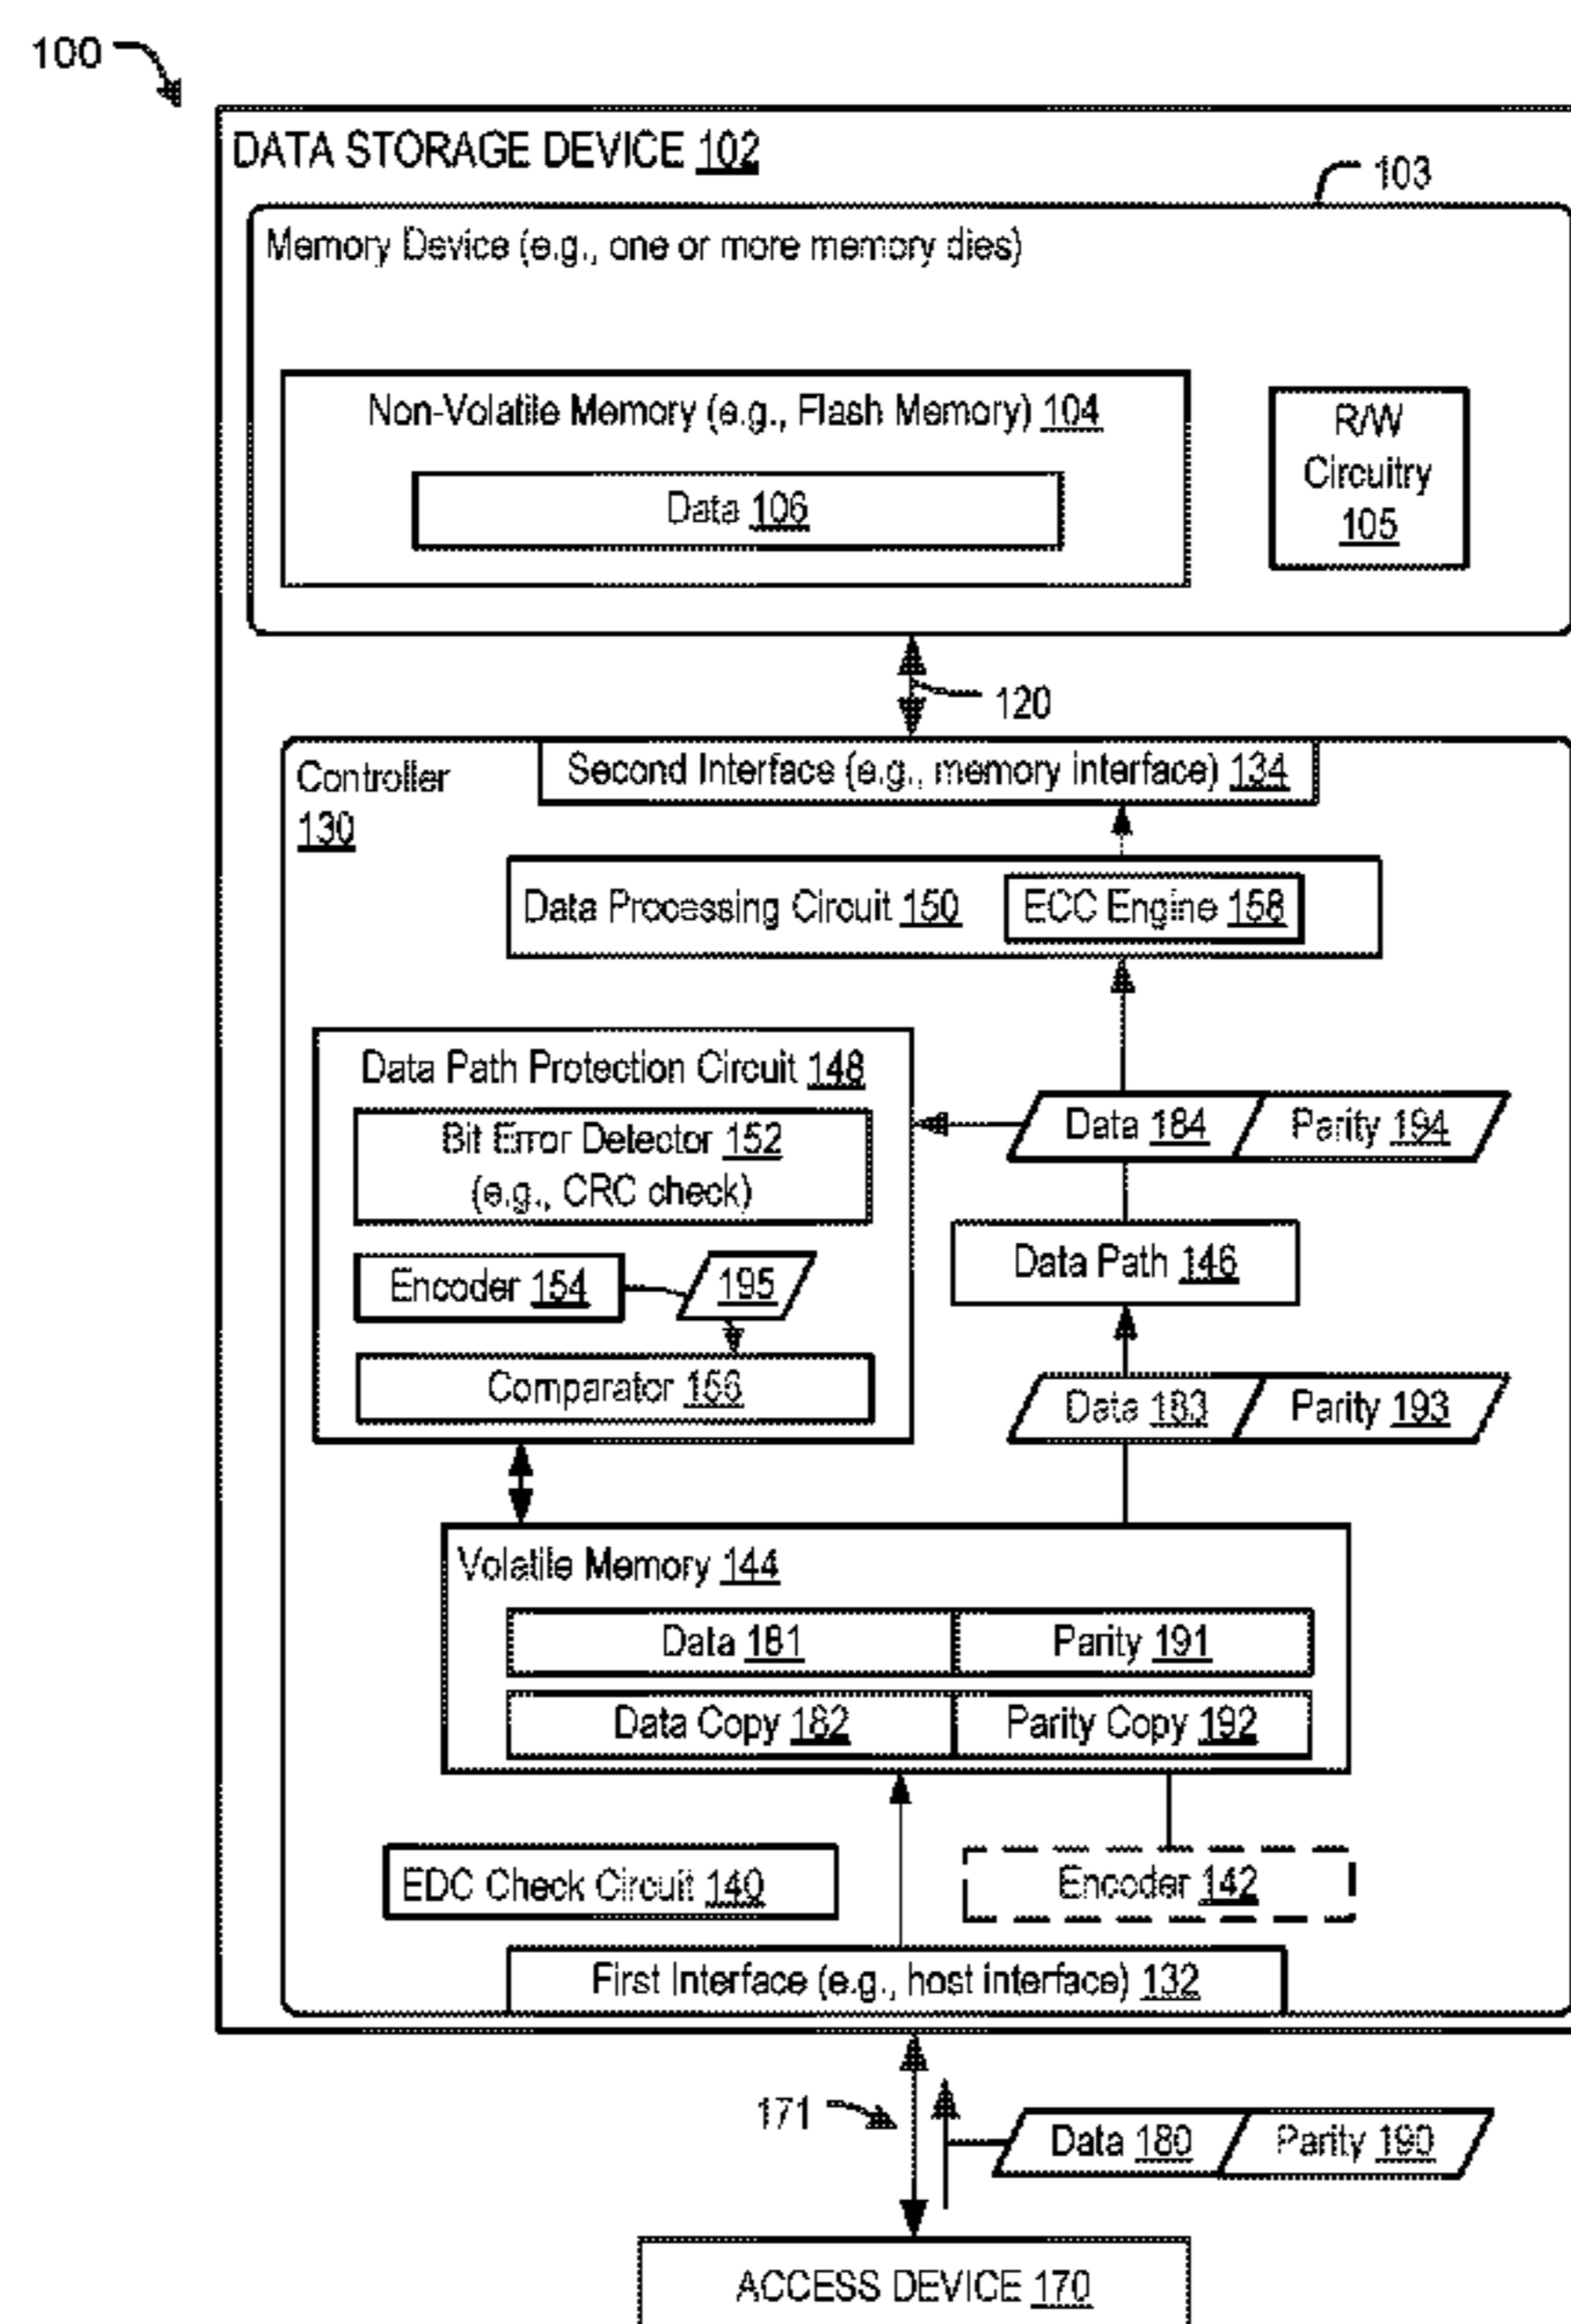 100
DATA STORAGE DEVICE 102
103
Memory Device (e.g., one or more memory dies)
Non-Volatile Memory (e.g., Flash Memory) 104
Data 106
R/W
Circuitry
105
120
Controller
130
Second Interface (e.g., memory interface) 134
Data Processing Circuit 150
ECC Engine 158
Data Path Protection Circuit 148
Bit Error Detector 152
(e.g., CRC check)
Data 184
Parity 194
Encoder 154
195
Data Path 146
Comparator 156
Data 183
Parity 193
Volatile Memory 144
Data 181
Parity 191
Data Copy 182
Parity Copy 192
EDC Check Circuit 140
Encoder 142
First Interface (e.g., host interface) 132
171
Data 180
Parity 190
ACCESS DEVICE 170